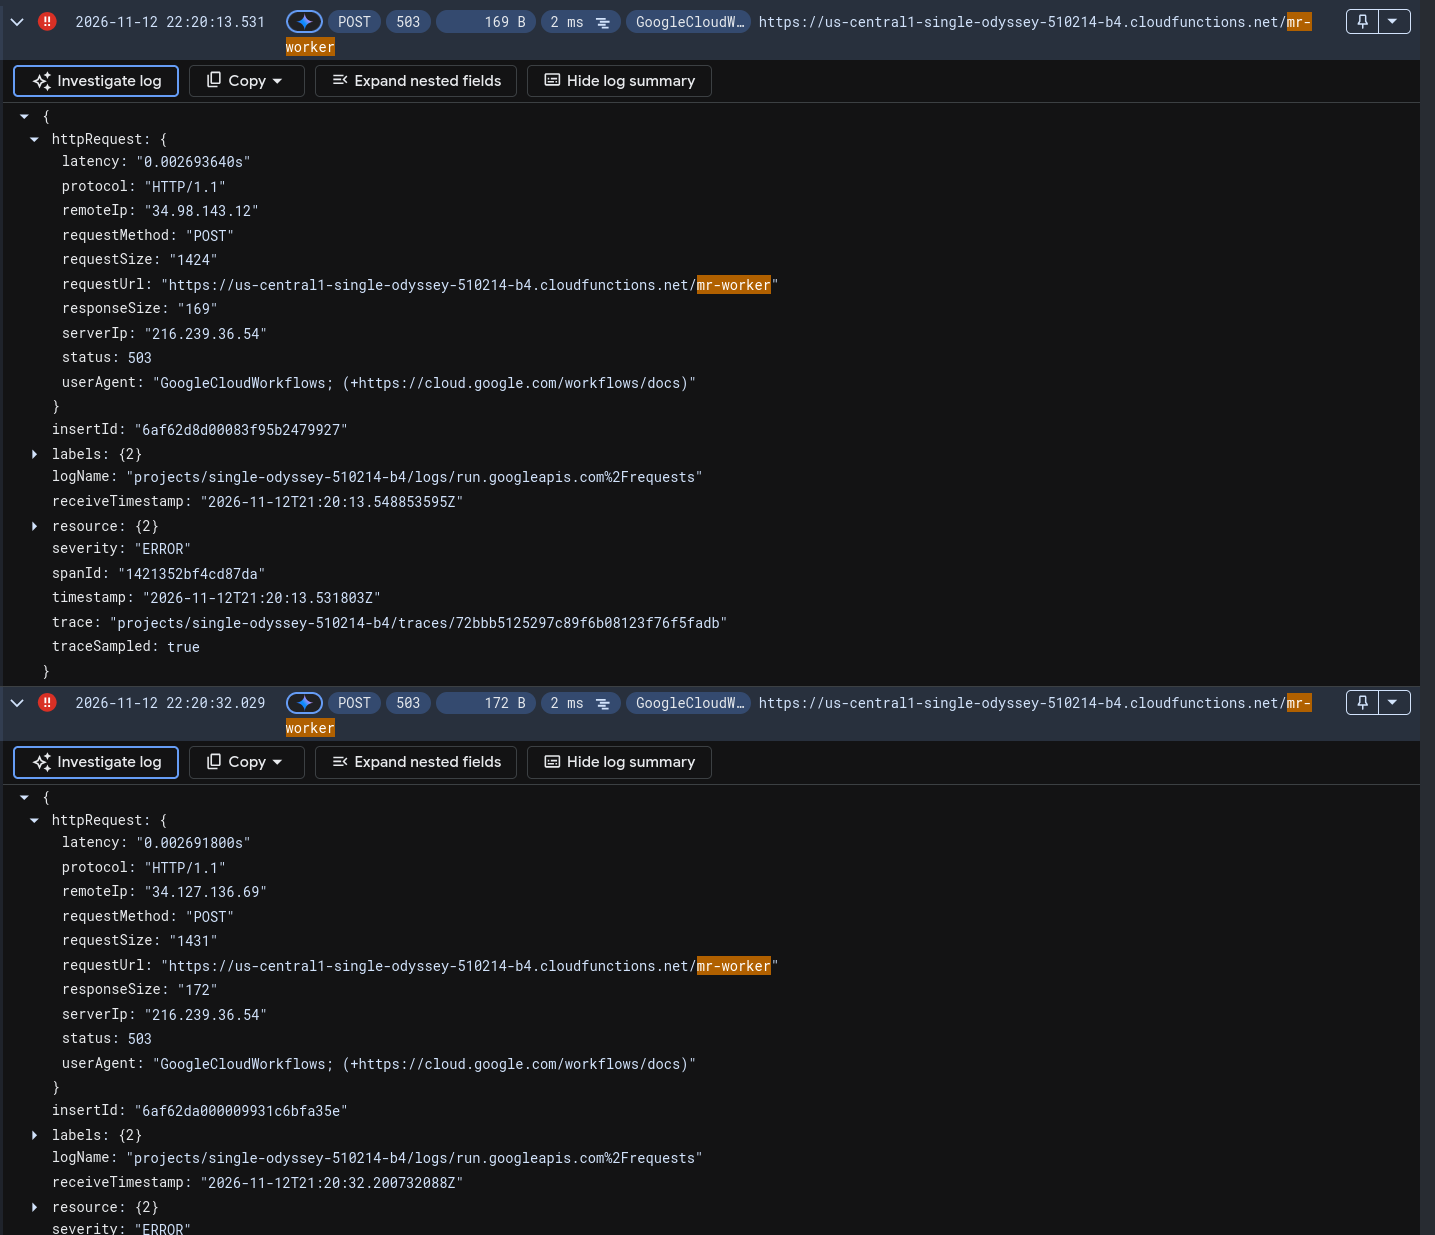 2026-11-12 22:20:13.531 POST 503 169 B 2 ms GoogleCloudW… https://us-central1-single-odyssey-510214-b4.cloudfunctions.net/mr-
worker
Investigate log Copy Expand nested fields Hide log summary
{
httpRequest: {
latency: "0.002693640s"
protocol: "HTTP/1.1"
remoteIp: "34.98.143.12"
requestMethod: "POST"
requestSize: "1424"
requestUrl: "https://us-central1-single-odyssey-510214-b4.cloudfunctions.net/mr-worker"
responseSize: "169"
serverIp: "216.239.36.54"
status: 503
userAgent: "GoogleCloudWorkflows; (+https://cloud.google.com/workflows/docs)"
}
insertId: "6af62d8d00083f95b2479927"
labels: {2}
logName: "projects/single-odyssey-510214-b4/logs/run.googleapis.com%2Frequests"
receiveTimestamp: "2026-11-12T21:20:13.548853595Z"
resource: {2}
severity: "ERROR"
spanId: "1421352bf4cd87da"
timestamp: "2026-11-12T21:20:13.531803Z"
trace: "projects/single-odyssey-510214-b4/traces/72bbb5125297c89f6b08123f76f5fadb"
traceSampled: true
}
2026-11-12 22:20:32.029 POST 503 172 B 2 ms GoogleCloudW… https://us-central1-single-odyssey-510214-b4.cloudfunctions.net/mr-
worker
Investigate log Copy Expand nested fields Hide log summary
{
httpRequest: {
latency: "0.002691800s"
protocol: "HTTP/1.1"
remoteIp: "34.127.136.69"
requestMethod: "POST"
requestSize: "1431"
requestUrl: "https://us-central1-single-odyssey-510214-b4.cloudfunctions.net/mr-worker"
responseSize: "172"
serverIp: "216.239.36.54"
status: 503
userAgent: "GoogleCloudWorkflows; (+https://cloud.google.com/workflows/docs)"
}
insertId: "6af62da000009931c6bfa35e"
labels: {2}
logName: "projects/single-odyssey-510214-b4/logs/run.googleapis.com%2Frequests"
receiveTimestamp: "2026-11-12T21:20:32.200732088Z"
resource: {2}
severity: "ERROR"